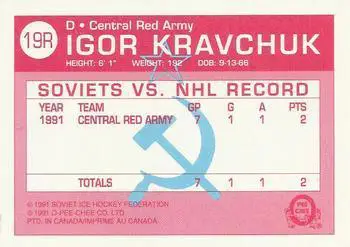 19R
D • Central Red Army
IGOR KRAVCHUK
HEIGHT: 6' 1" WEIGHT: 192 DOB: 9-13-66
SOVIETS VS. NHL RECORD
YEAR TEAM GP G A PTS
1991 CENTRAL RED ARMY 7 1 1 2
TOTALS 7 1 1 2
© 1991 SOVIET ICE HOCKEY FEDERATION
© 1991 O-PEE-CHEE CO. LTD.
PTD. IN CANADA/IMPRIMÉ AU CANADA
O PEE CHEE